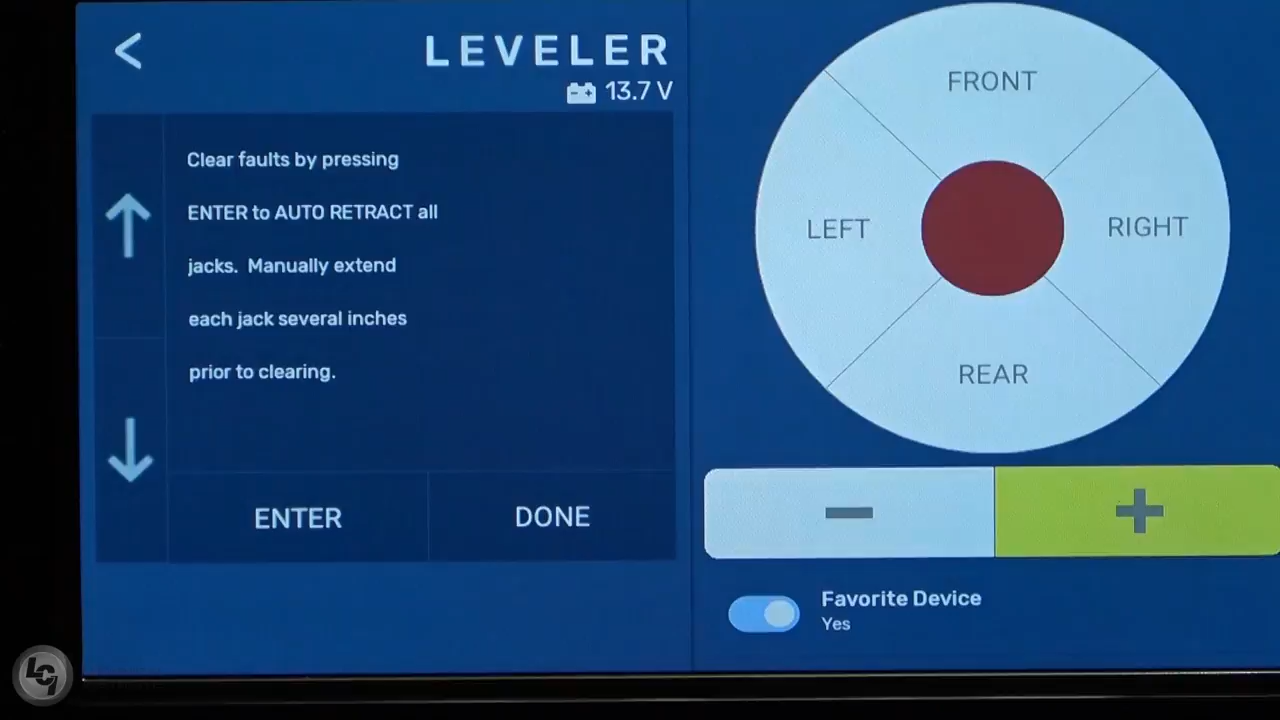 LEVELER
13.7 V
Clear faults by pressing
ENTER to AUTO RETRACT all
jacks. Manually extend
each jack several inches
prior to clearing.
ENTER
DONE
FRONT
LEFT
RIGHT
REAR
Favorite Device
Yes
LC1